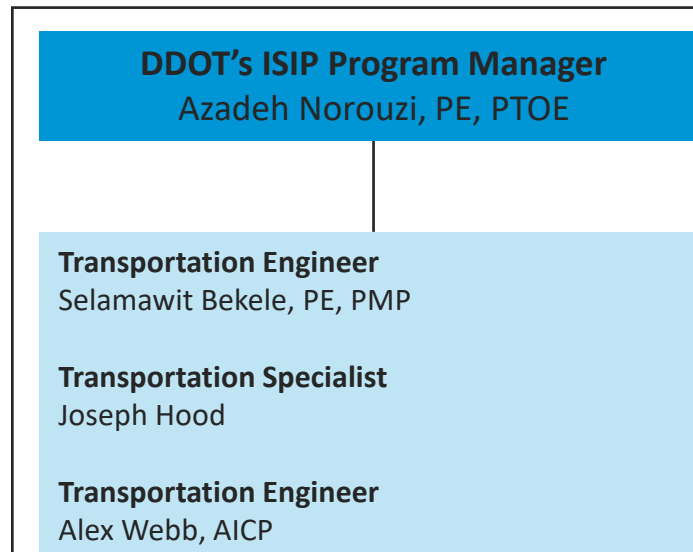 DDOT's ISIP Program Manager
Azadeh Norouzi, PE, PTOE
Transportation Engineer
Selamawit Bekele, PE, PMP
Transportation Specialist
Joseph Hood
Transportation Engineer
Alex Webb, AICP